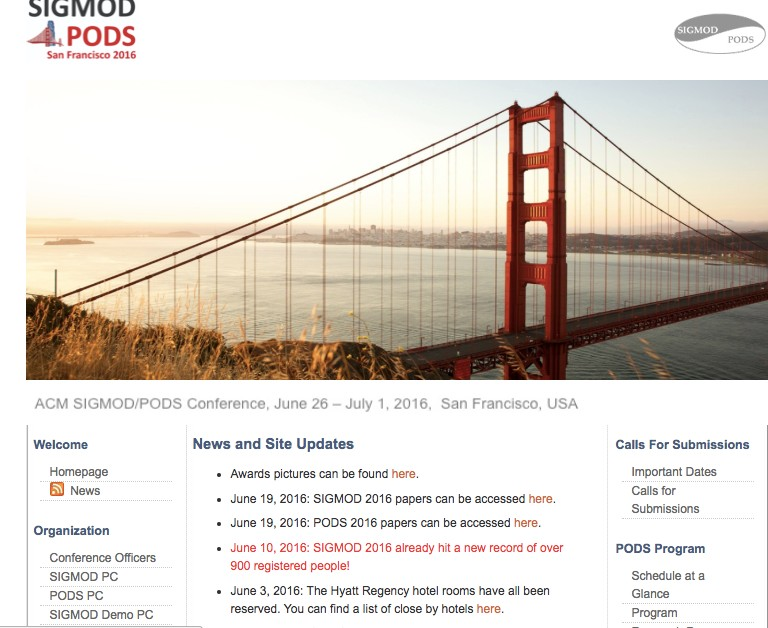 SIGMOD
PODS
San Francisco 2016
SIGMOD
PODS
ACM SIGMOD/PODS Conference, June 26 – July 1, 2016, San Francisco, USA
Welcome
Homepage
News
Organization
Conference Officers
SIGMOD PC
PODS PC
SIGMOD Demo PC
News and Site Updates
• Awards pictures can be found here.
• June 19, 2016: SIGMOD 2016 papers can be accessed here.
• June 19, 2016: PODS 2016 papers can be accessed here.
• June 10, 2016: SIGMOD 2016 already hit a new record of over
900 registered people!
• June 3, 2016: The Hyatt Regency hotel rooms have all been
reserved. You can find a list of close by hotels here.
Calls For Submissions
Important Dates
Calls for
Submissions
PODS Program
Schedule at a
Glance
Program